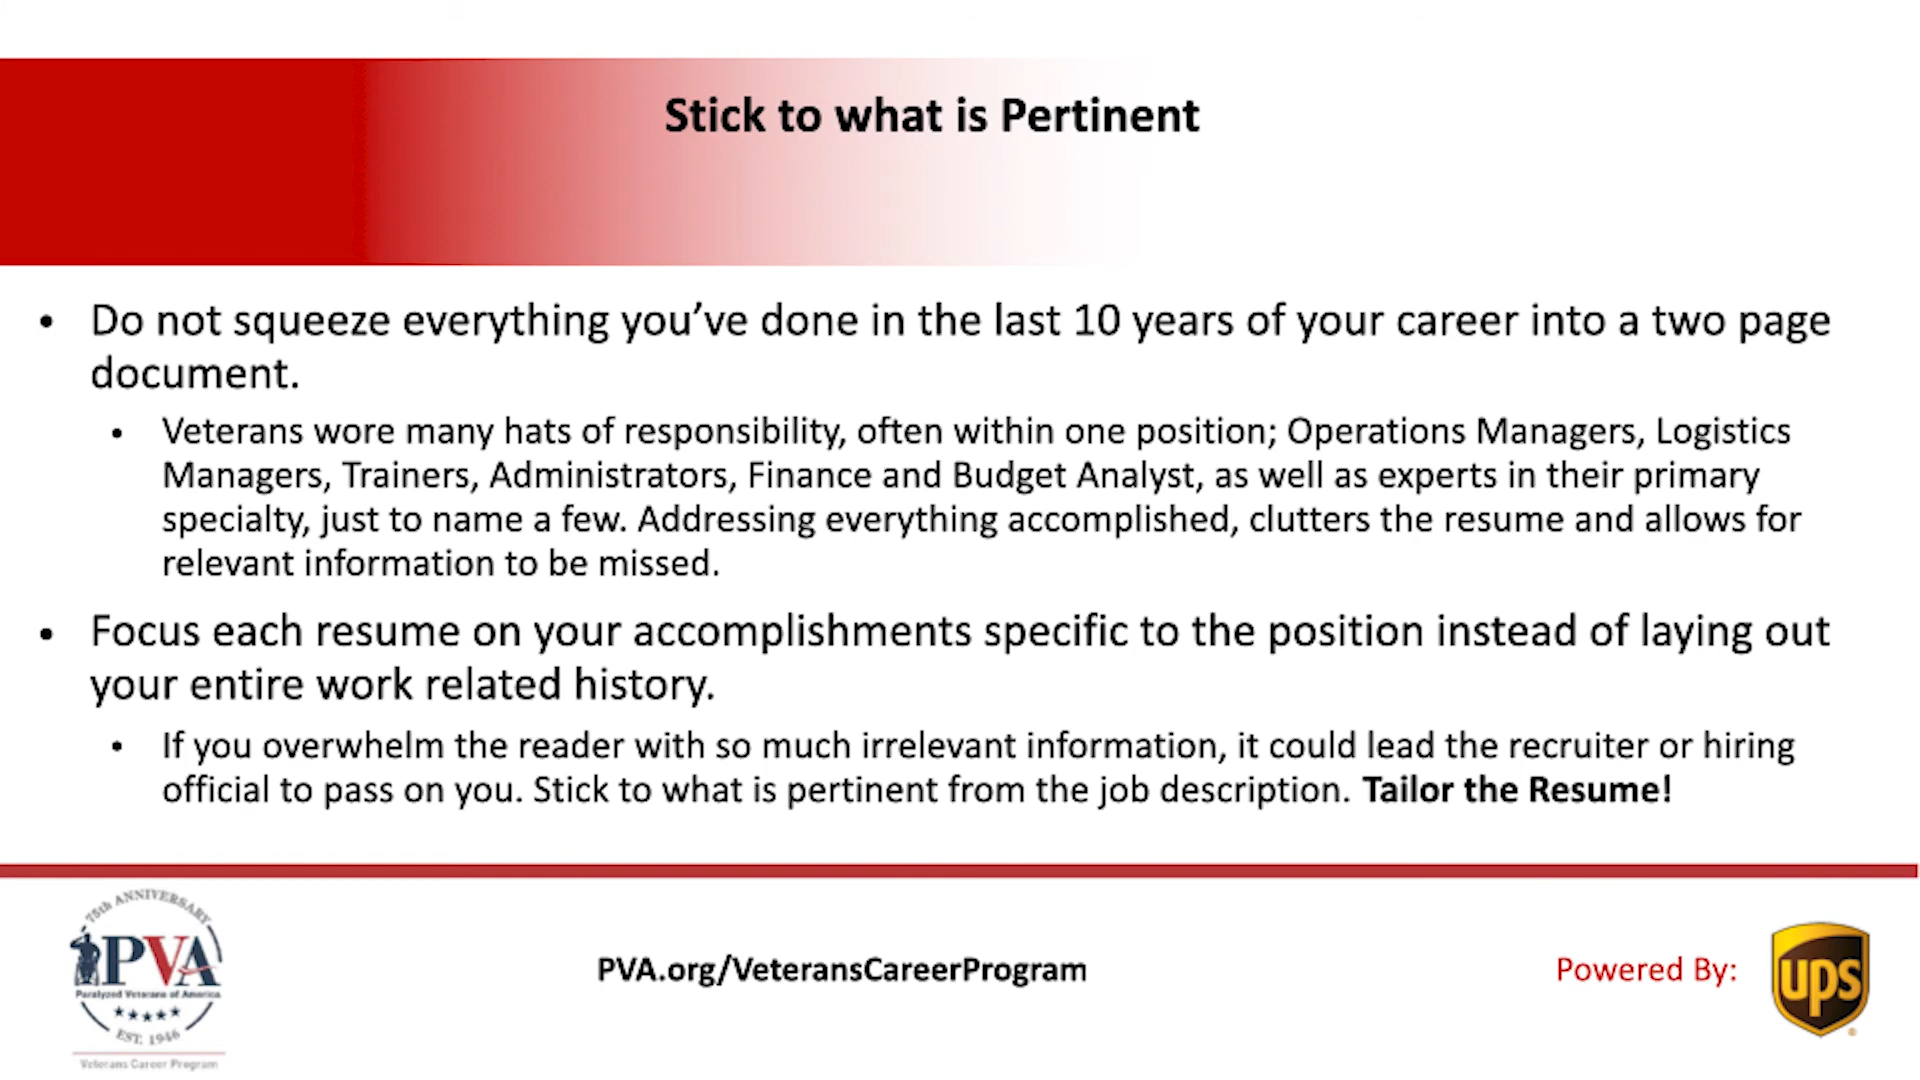 Stick to what is Pertinent
• Do not squeeze everything you’ve done in the last 10 years of your career into a two page
document.
• Veterans wore many hats of responsibility, often within one position; Operations Managers, Logistics
Managers, Trainers, Administrators, Finance and Budget Analyst, as well as experts in their primary
specialty, just to name a few. Addressing everything accomplished, clutters the resume and allows for
relevant information to be missed.
• Focus each resume on your accomplishments specific to the position instead of laying out
your entire work related history.
• If you overwhelm the reader with so much irrelevant information, it could lead the recruiter or hiring
official to pass on you. Stick to what is pertinent from the job description. Tailor the Resume!
75th ANNIVERSARY
PVA
Paralyzed Veterans of America
EST. 1946
Veterans Career Program
PVA.org/VeteransCareerProgram
Powered By:
ups